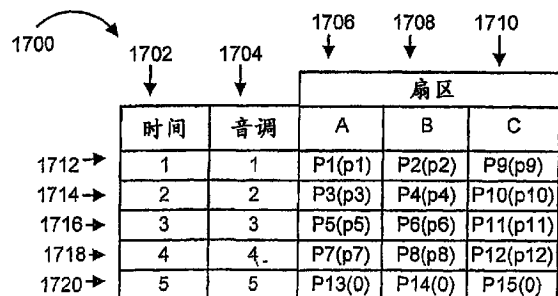 1706 1708 1710
1700 1702 1704
扇区
时间 音调 A B C
1712 1 1 P1(p1) P2(p2) P9(p9)
1714 2 2 P3(p3) P4(p4) P10(p10)
1716 3 3 P5(p5) P6(p6) P11(p11)
1718 4 4 P7(p7) P8(p8) P12(p12)
1720 5 5 P13(0) P14(0) P15(0)